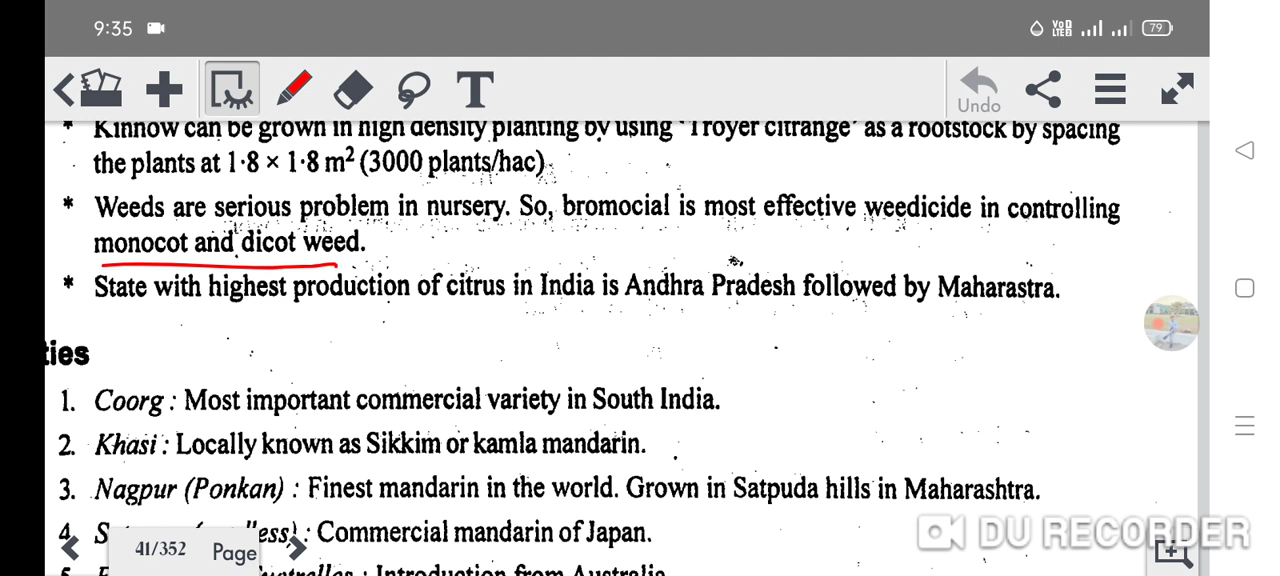 9:35
VoD LTEB 79
T
Undo
* Kinnow can be grown in high density planting by using 'Troyer citrange' as a rootstock by spacing
the plants at 1·8 × 1·8 m² (3000 plants/hac)
* Weeds are serious problem in nursery. So, bromocial is most effective weedicide in controlling
monocot and dicot weed.
* State with highest production of citrus in India is Andhra Pradesh followed by Maharastra.
ties
1. Coorg : Most important commercial variety in South India.
2. Khasi : Locally known as Sikkim or kamla mandarin.
3. Nagpur (Ponkan) : Finest mandarin in the world. Grown in Satpuda hills in Maharashtra.
4. : Commercial mandarin of Japan.
41/352 Page
DU RECORDER
5. : Introduction from Australia